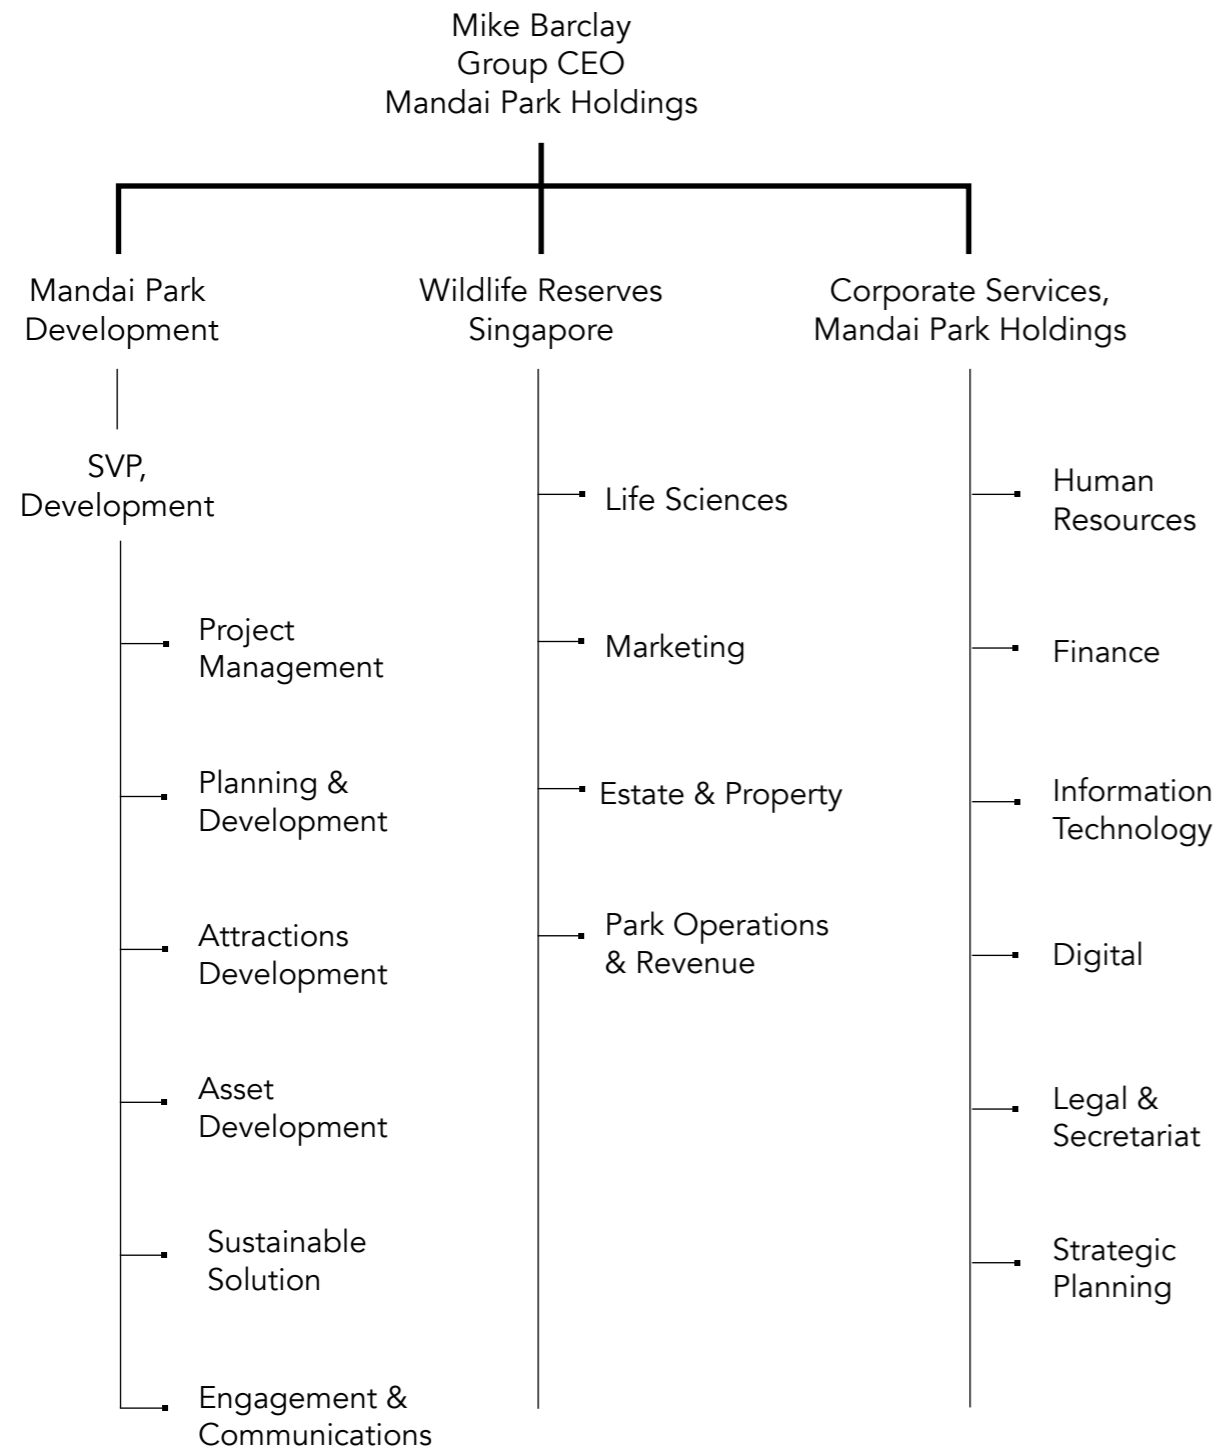 Mike Barclay
Group CEO
Mandai Park Holdings
Mandai Park
Development
SVP,
Development
Project
Management
Planning &
Development
Attractions
Development
Asset
Development
Sustainable
Solution
Engagement &
Communications
Wildlife Reserves
Singapore
Life Sciences
Marketing
Estate & Property
Park Operations
& Revenue
Corporate Services,
Mandai Park Holdings
Human
Resources
Finance
Information
Technology
Digital
Legal &
Secretariat
Strategic
Planning